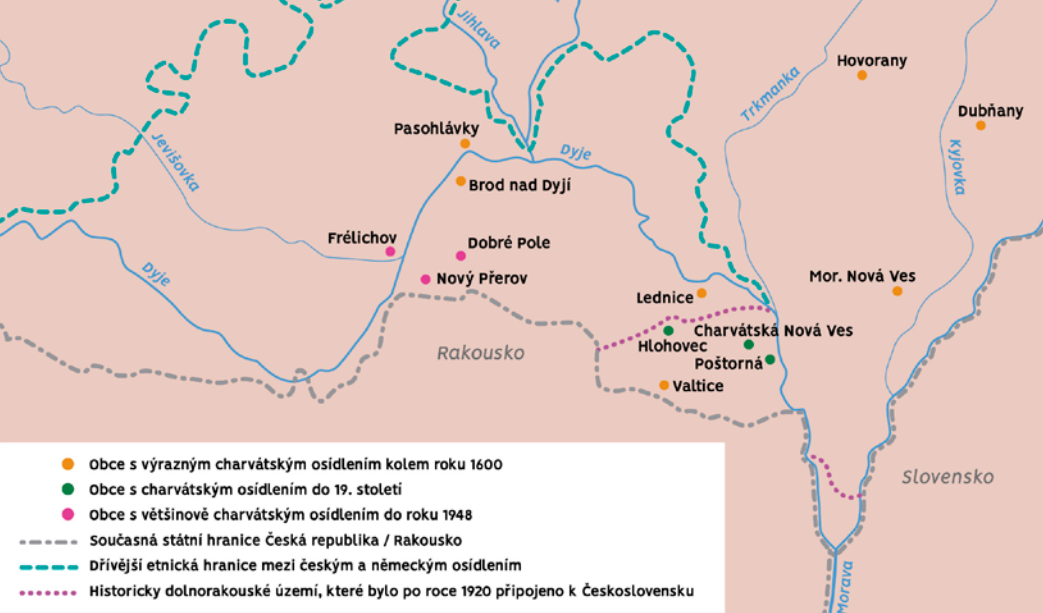 Jihlava
Hovorany
Trkmanka
Dubňany
Pasohlávky
Jevišovka
Dyje
Kyjovka
Brod nad Dyjí
Frélichov
Dobré Pole
Dyje
Nový Přerov
Mor. Nová Ves
Lednice
Charvátská Nová Ves
Hlohovec
Rakousko
Poštorná
Valtice
Slovensko
Morava
Obce s výrazným charvátským osídlením kolem roku 1600
Obce s charvátským osídlením do 19. století
Obce s většinově charvátským osídlením do roku 1948
Současná státní hranice Česká republika / Rakousko
Dřívější etnická hranice mezi českým a německým osídlením
Historicky dolnorakouské území, které bylo po roce 1920 připojeno k Československu